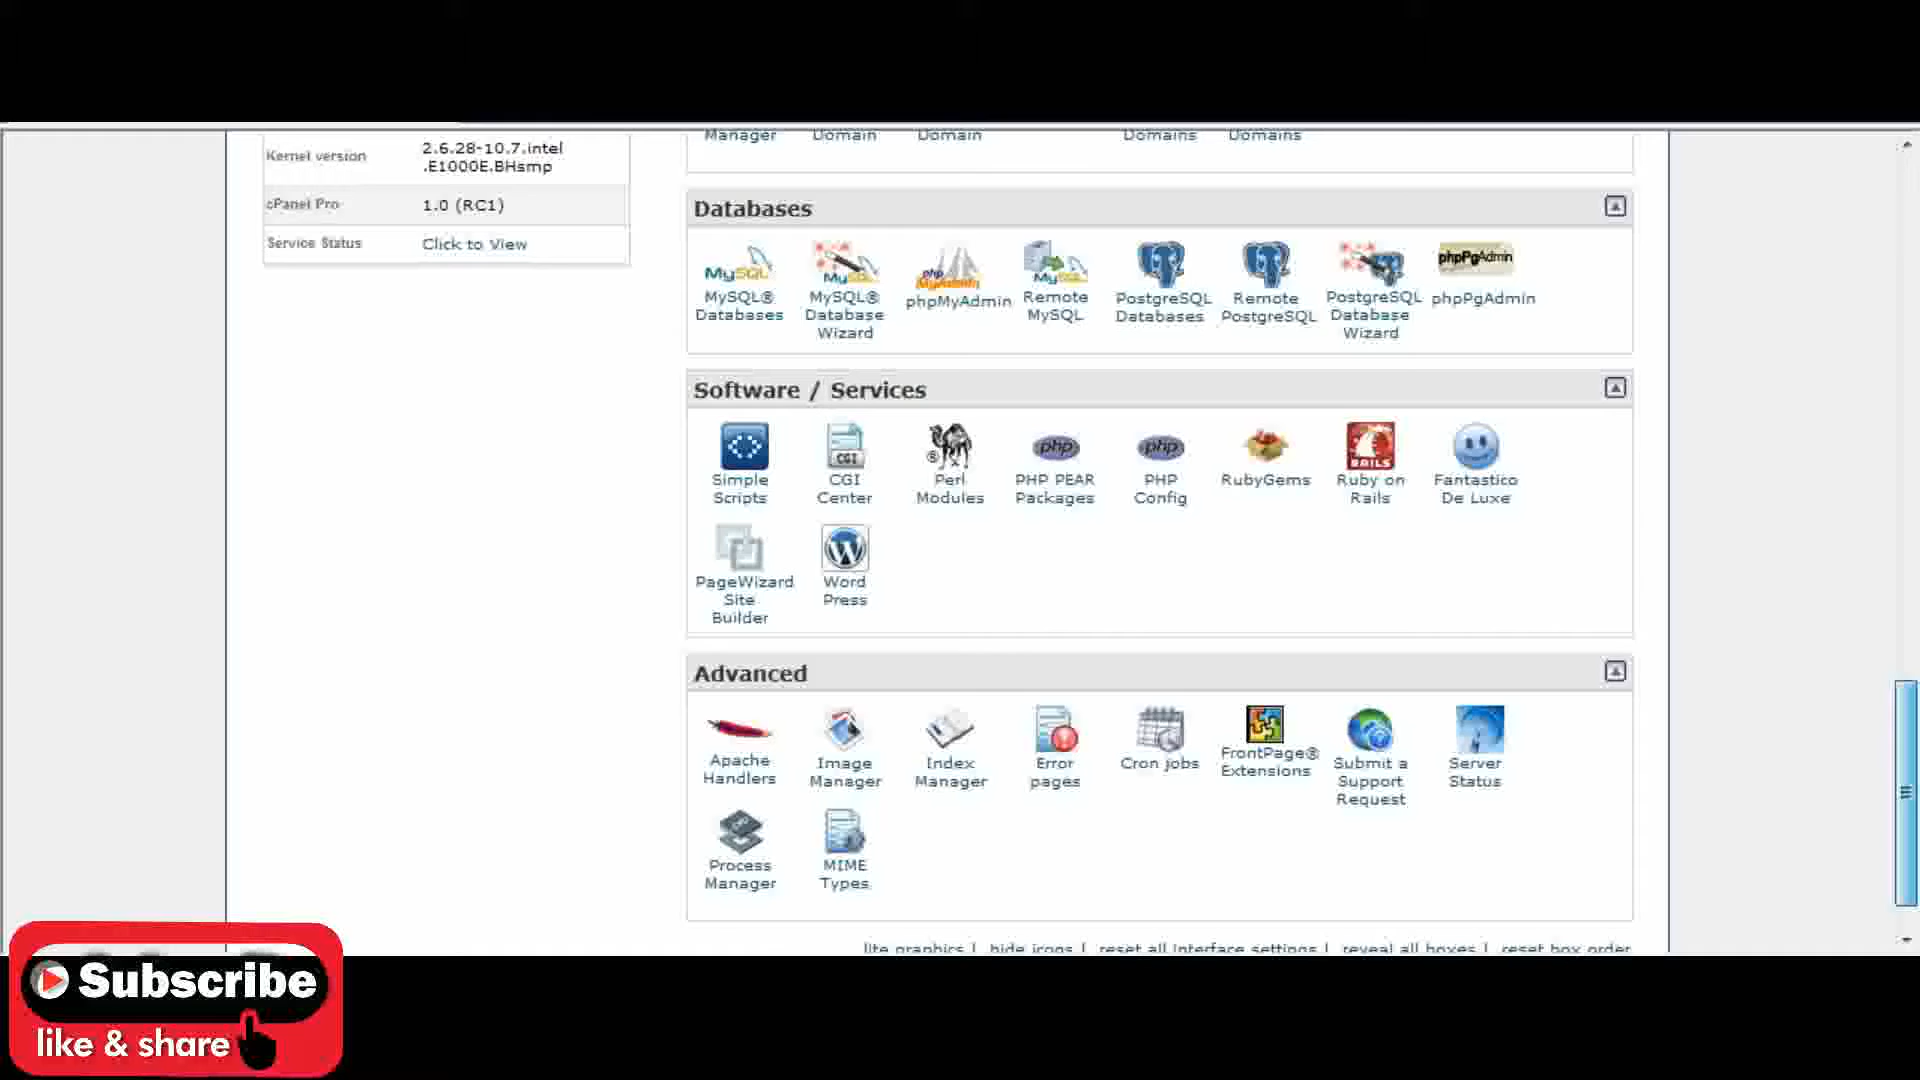 Manager Domain Domain Domains Domains
Kernel version 2.6.28-10.7.intel
.E1000E.BHsmp
cPanel Pro 1.0 (RC1)
Service Status Click to View
Databases
MySQL
MySQL
php
MyAdmin
MySQL
phpPgAdmin
MySQL®
Databases
MySQL®
Database
Wizard
phpMyAdmin
Remote
MySQL
PostgreSQL
Databases
Remote
PostgreSQL
PostgreSQL
Database
Wizard
phpPgAdmin
Software / Services
CGI
®
php
php
RAILS
Simple
Scripts
CGI
Center
Perl
Modules
PHP PEAR
Packages
PHP
Config
RubyGems
Ruby on
Rails
Fantastico
De Luxe
PageWizard
Site
Builder
W
Word
Press
Advanced
Apache
Handlers
Image
Manager
Index
Manager
Error
pages
Cron jobs
FrontPage®
Extensions
Submit a
Support
Request
Server
Status
Process
Manager
MIME
Types
lite graphics | hide icons | reset all interface settings | reveal all boxes | reset box order
Subscribe
like & share